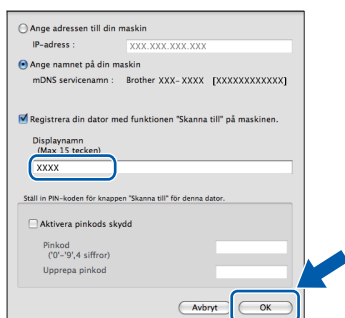 Ange adressen till din maskin
IP-adress : XXX.XXX.XXX.XXX
Ange namnet på din maskin
mDNS servicenamn : Brother XXX-XXXX [XXXXXXXXXXXX]
Registrera din dator med funktionen "Skanna till" på maskinen.
Displaynamn
(Max 15 tecken)
XXXX
Ställ in PIN-koden för knappen "Skanna till" för denna dator.
Aktivera pinkods skydd
Pinkod
('0'-'9',4 siffror)
Upprepa pinkod
Avbryt OK